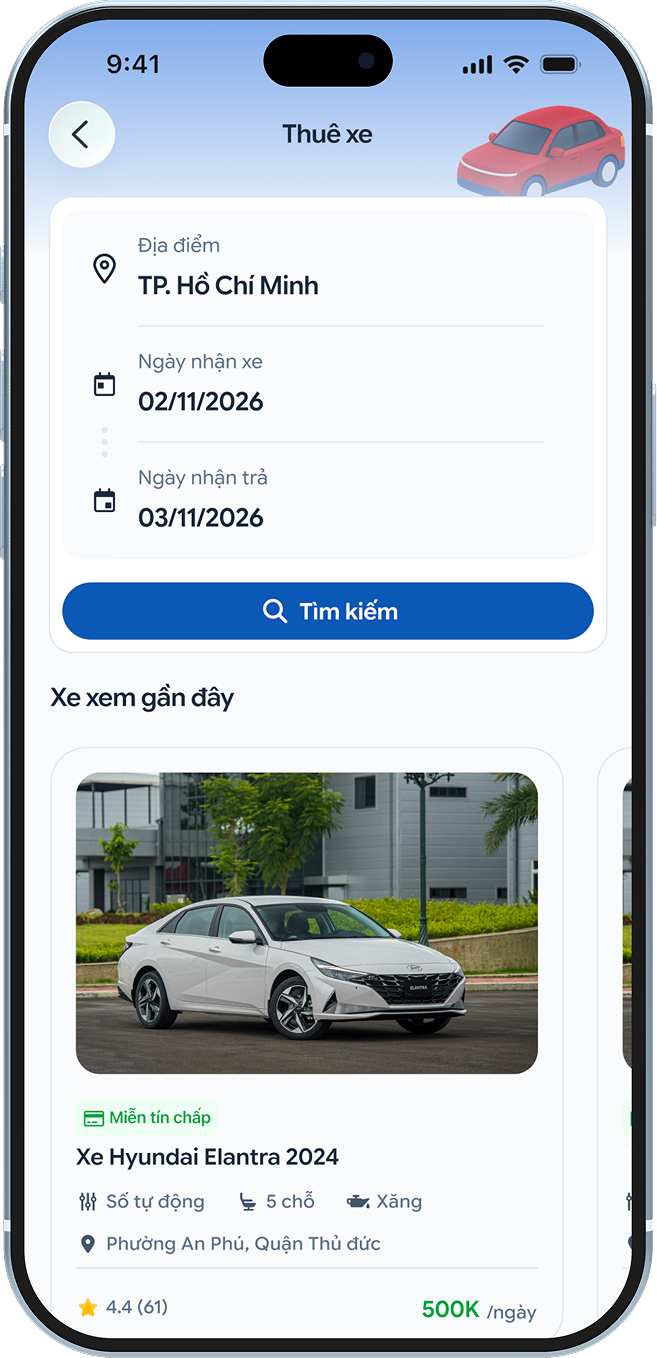 9:41
Thuê xe
Địa điểm
TP. Hồ Chí Minh
Ngày nhận xe
02/11/2026
Ngày nhận trả
03/11/2026
Tìm kiếm
Xe xem gần đây
ELANTRA
Miễn tín chấp
Xe Hyundai Elantra 2024
Số tự động
5 chỗ
Xăng
Phường An Phú, Quận Thủ đức
4.4 (61)
500K /ngày